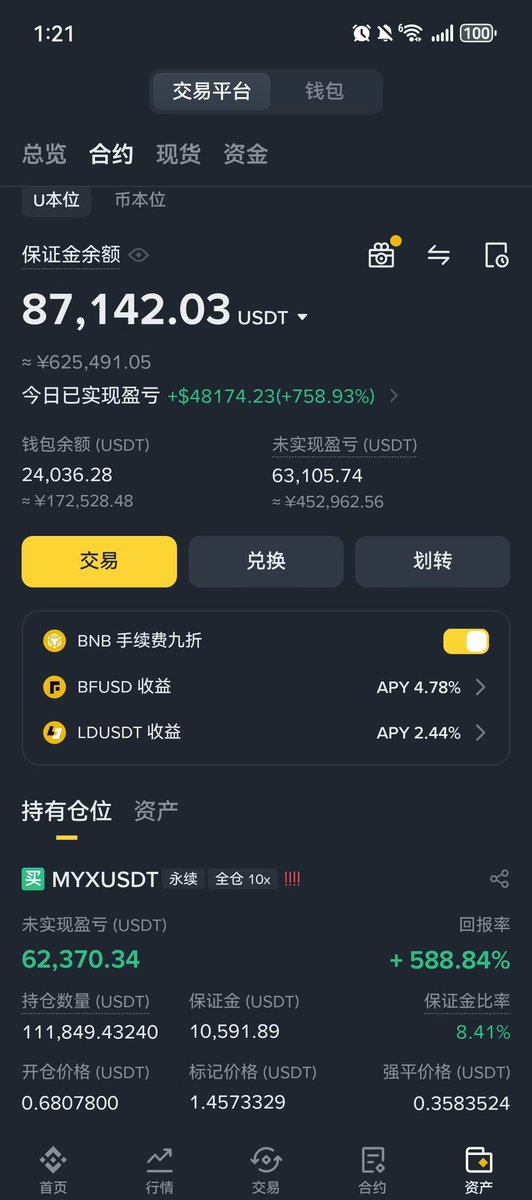 1:21
6
100
交易平台 钱包
总览 合约 现货 资金
U本位 币本位
保证金余额
87,142.03 USDT
≈ ¥625,491.05
今日已实现盈亏 +$48174.23(+758.93%)
钱包余额 (USDT) 未实现盈亏 (USDT)
24,036.28 63,105.74
≈ ¥172,528.48 ≈ ¥452,962.56
交易 兑换 划转
BNB 手续费九折
BFUSD 收益 APY 4.78%
LDUSDT 收益 APY 2.44%
持有仓位 资产
买 MYXUSDT 永续 全仓 10x !!!!
未实现盈亏 (USDT) 回报率
62,370.34 + 588.84%
持仓数量 (USDT) 保证金 (USDT) 保证金比率
111,849.43240 10,591.89 8.41%
开仓价格 (USDT) 标记价格 (USDT) 强平价格 (USDT)
0.6807800 1.4573329 0.3583524
首页 行情 交易 合约 资产